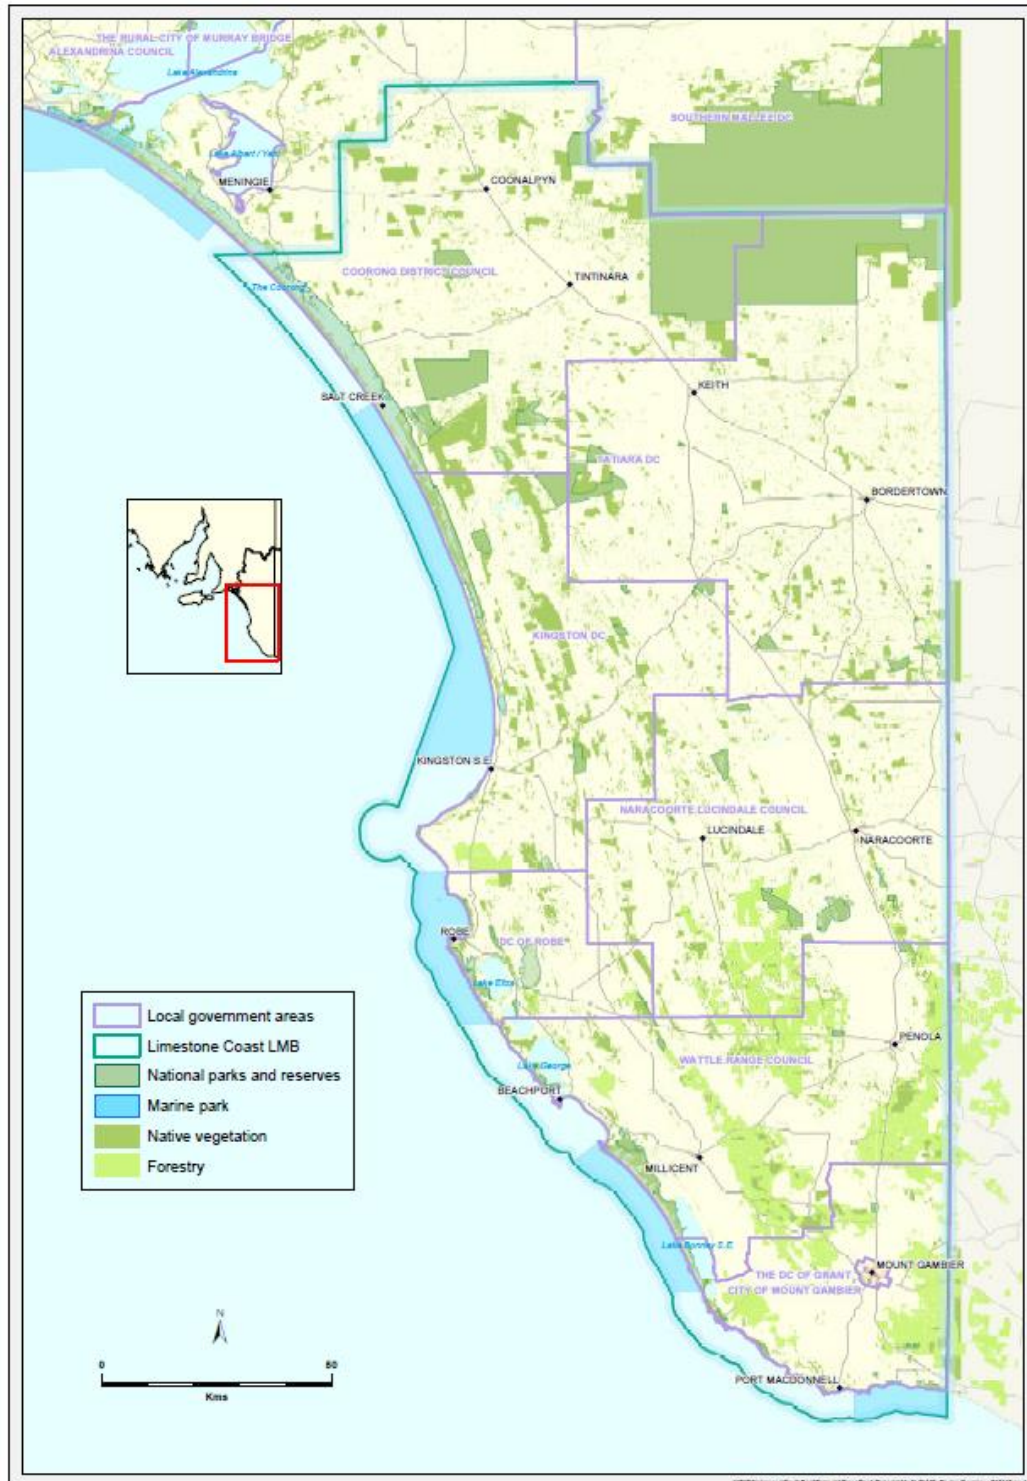 THE RURAL CITY OF MURRAY BRIDGE
ALEXANDRINA COUNCIL
Lake Alexandrina
SOUTHERN MALLEE DC
Lake Albert / Yarli
MENINGIE
COONALPYN
COORONG DISTRICT COUNCIL
TINTINARA
The Coorong
KEITH
SALT CREEK
TATIARA DC
BORDERTOWN
KINGSTON DC
KINGSTON S.E.
NARACOORTE LUCINDALE COUNCIL
LUCINDALE
NARACOORTE
ROBE
DC OF ROBE
Lake Eliza
Local government areas
Limestone Coast LMB
National parks and reserves
Marine park
Native vegetation
Forestry
PENOLA
WATTLE RANGE COUNCIL
Lake George
BEACHPORT
MILLICENT
Lake Bonney S.E.
MOUNT GAMBIER
THE DC OF GRANT
CITY OF MOUNT GAMBIER
N
0 50
Kms
PORT MACDONNELL